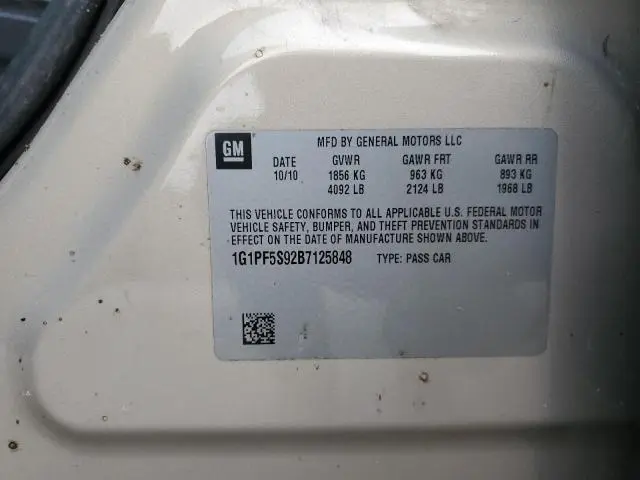 GM
MFD BY GENERAL MOTORS LLC
DATE GVWR GAWR FRT GAWR RR
10/10 1856 KG 963 KG 893 KG
4092 LB 2124 LB 1968 LB
THIS VEHICLE CONFORMS TO ALL APPLICABLE U.S. FEDERAL MOTOR
VEHICLE SAFETY, BUMPER, AND THEFT PREVENTION STANDARDS IN
EFFECT ON THE DATE OF MANUFACTURE SHOWN ABOVE.
1G1PF5S92B7125848 TYPE: PASS CAR